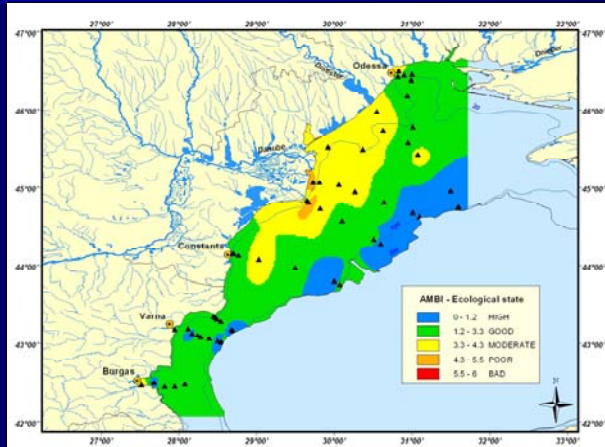 27°00' 28°00' 29°00' 30°00' 31°00' 32°00' 33°00'
47°00' 47°00'
Odessa
Dniester
Dnieper
46°00' 46°00'
Danube
45°00' 45°00'
Constanta
44°00' 44°00'
AMBI - Ecological state
0 - 1.2 HIGH
1.2 - 3.3 GOOD
3.3 - 4.3 MODERATE
4.3 - 5.5 POOR
5.5 - 6 BAD
Varna
43°00' 43°00'
Burgas
N
42°00' 42°00'
27°00' 28°00' 29°00' 30°00' 31°00' 32°00' 33°00'